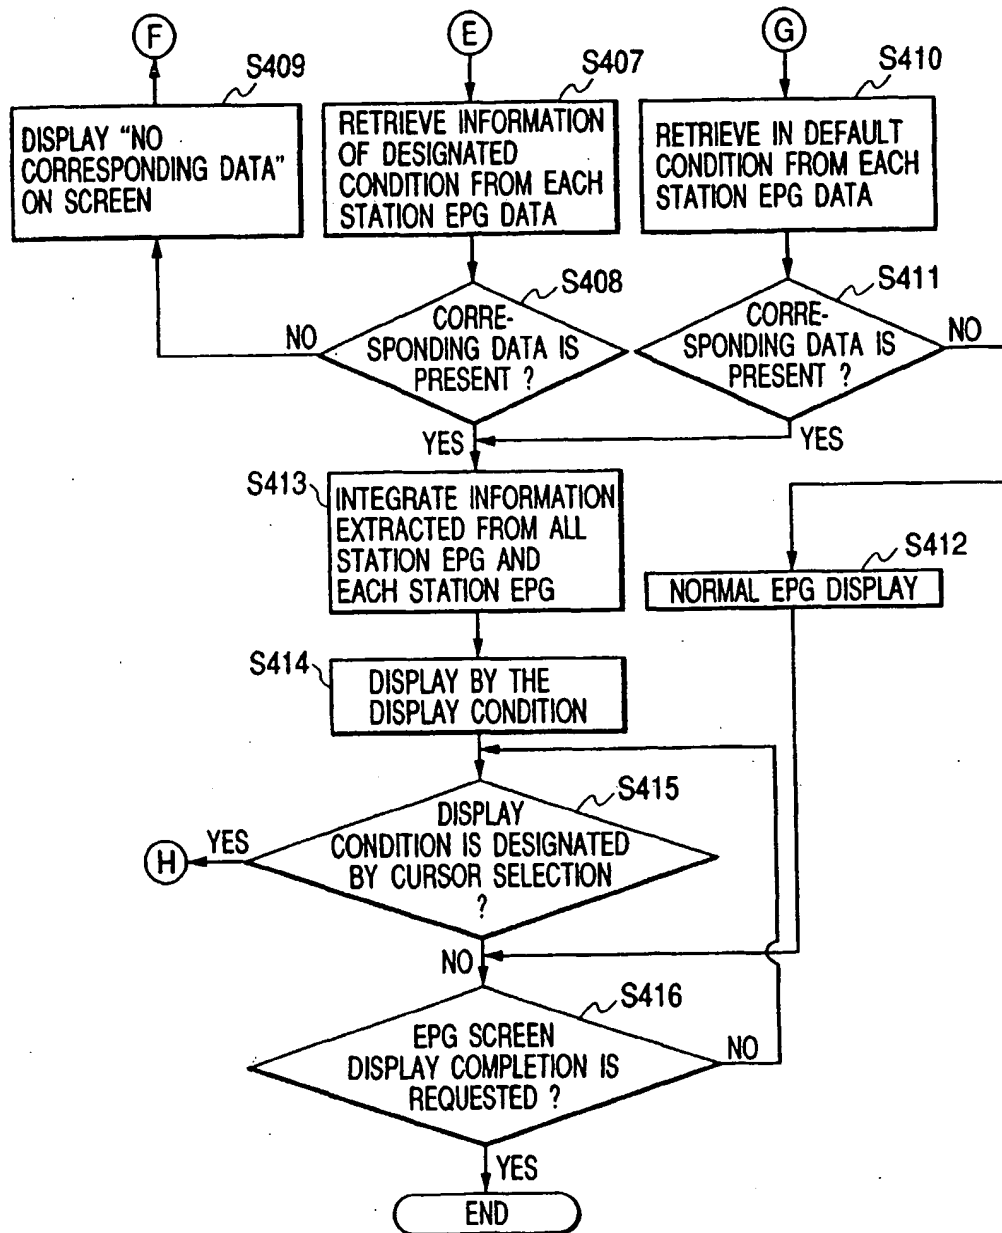 F
E
G
S409
S407
S410
DISPLAY "NO
CORRESPONDING DATA"
ON SCREEN
RETRIEVE INFORMATION
OF DESIGNATED
CONDITION FROM EACH
STATION EPG DATA
RETRIEVE IN DEFAULT
CONDITION FROM EACH
STATION EPG DATA
S408
S411
NO
CORRE-
SPONDING DATA IS
PRESENT ?
CORRE-
SPONDING DATA IS
PRESENT ?
NO
YES
YES
S413
INTEGRATE INFORMATION
EXTRACTED FROM ALL
STATION EPG AND
EACH STATION EPG
S412
NORMAL EPG DISPLAY
S414
DISPLAY BY THE
DISPLAY CONDITION
S415
H
YES
DISPLAY
CONDITION IS DESIGNATED
BY CURSOR SELECTION
?
NO
S416
EPG SCREEN
DISPLAY COMPLETION IS
REQUESTED ?
NO
YES
END